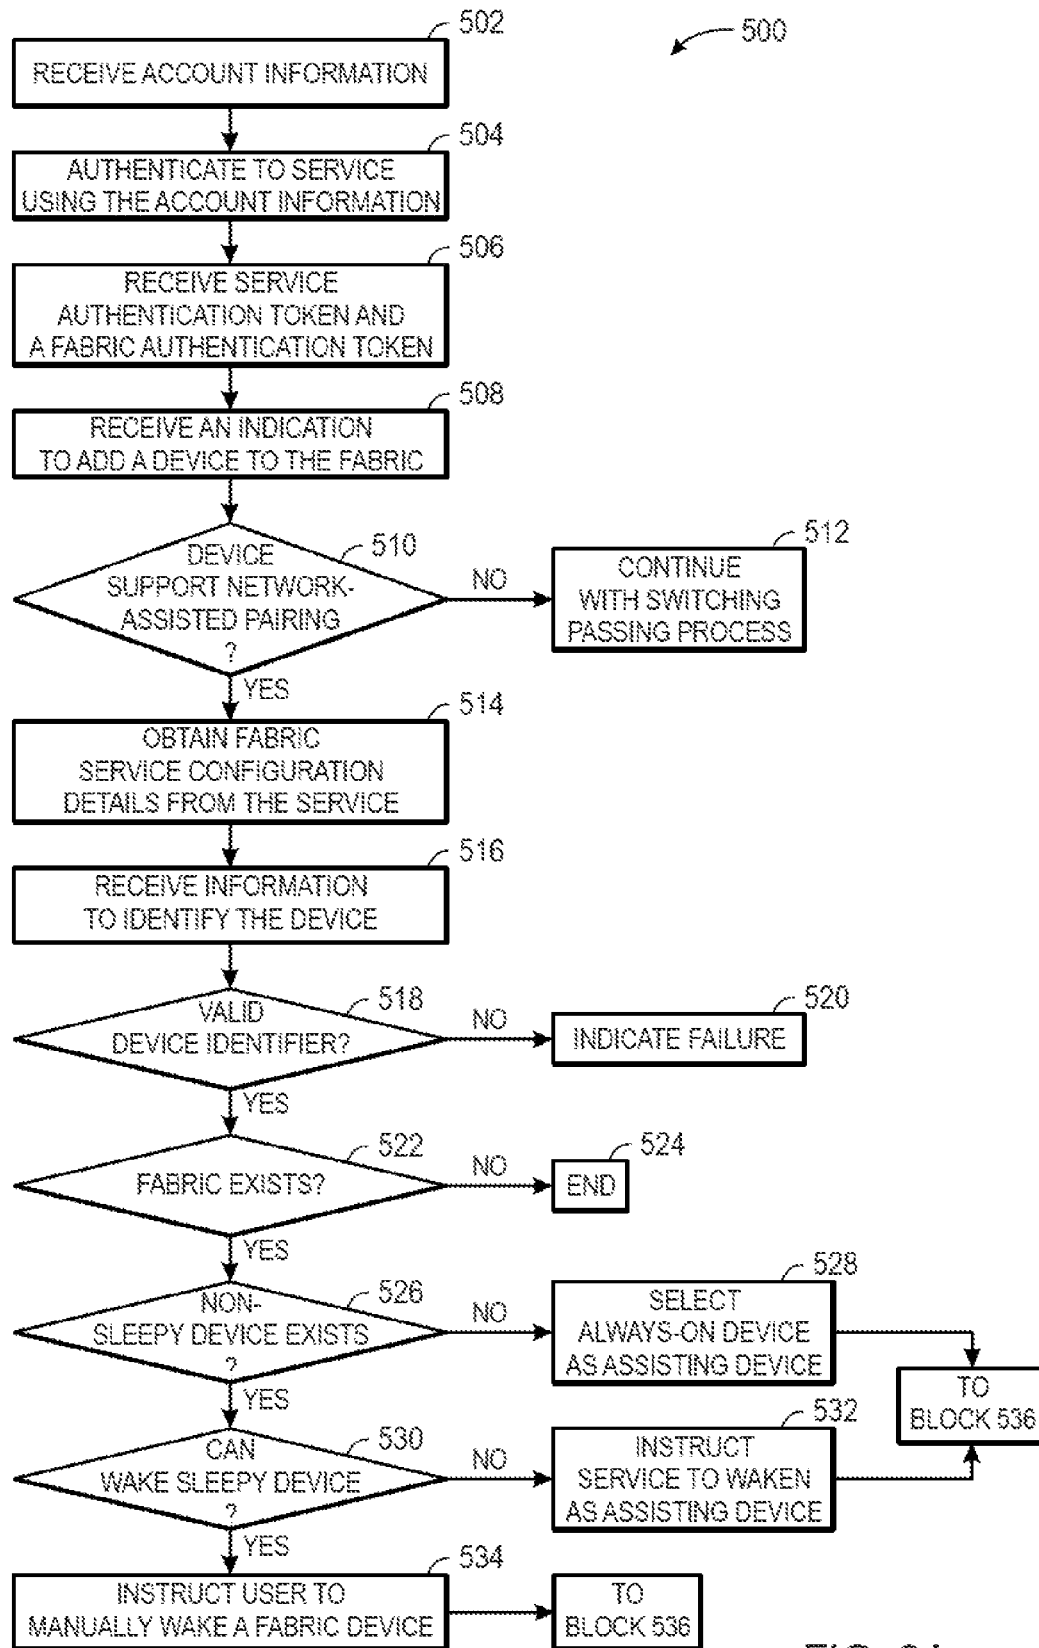 502
500
RECEIVE ACCOUNT INFORMATION
504
AUTHENTICATE TO SERVICE
USING THE ACCOUNT INFORMATION
506
RECEIVE SERVICE
AUTHENTICATION TOKEN AND
A FABRIC AUTHENTICATION TOKEN
508
RECEIVE AN INDICATION
TO ADD A DEVICE TO THE FABRIC
510
DEVICE
SUPPORT NETWORK-
ASSISTED PAIRING
?
NO
512
CONTINUE
WITH SWITCHING
PASSING PROCESS
YES
514
OBTAIN FABRIC
SERVICE CONFIGURATION
DETAILS FROM THE SERVICE
516
RECEIVE INFORMATION
TO IDENTIFY THE DEVICE
518
VALID
DEVICE IDENTIFIER?
NO
520
INDICATE FAILURE
YES
522
FABRIC EXISTS?
NO
524
END
YES
526
NON-
SLEEPY DEVICE EXISTS
?
NO
528
SELECT
ALWAYS-ON DEVICE
AS ASSISTING DEVICE
TO
BLOCK 536
YES
530
CAN
WAKE SLEEPY DEVICE
?
NO
532
INSTRUCT
SERVICE TO WAKEN
AS ASSISTING DEVICE
YES
534
INSTRUCT USER TO
MANUALLY WAKE A FABRIC DEVICE
TO
BLOCK 536